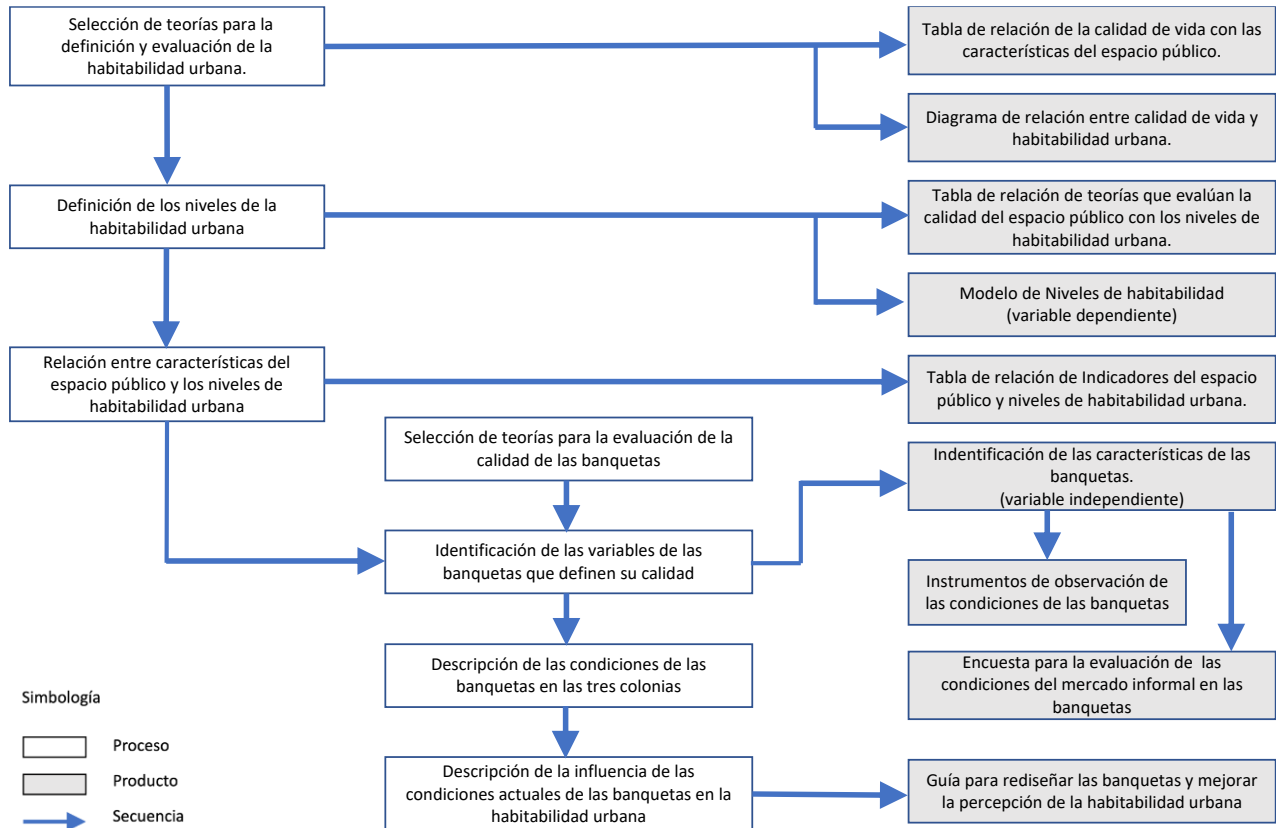 Selección de teorías para la
definición y evaluación de la
habitabilidad urbana.
Tabla de relación de la calidad de vida con las
características del espacio público.
Diagrama de relación entre calidad de vida y
habitabilidad urbana.
Definición de los niveles de la
habitabilidad urbana
Tabla de relación de teorías que evalúan la
calidad del espacio público con los niveles de
habitabilidad urbana.
Modelo de Niveles de habitabilidad
(variable dependiente)
Relación entre características del
espacio público y los niveles de
habitabilidad urbana
Tabla de relación de Indicadores del espacio
público y niveles de habitabilidad urbana.
Selección de teorías para la evaluación de la
calidad de las banquetas
Indentificación de las características de las
banquetas.
(variable independiente)
Identificación de las variables de las
banquetas que definen su calidad
Instrumentos de observación de
las condiciones de las banquetas
Descripción de las condiciones de las
banquetas en las tres colonias
Encuesta para la evaluación de las
condiciones del mercado informal en las
banquetas
Descripción de la influencia de las
condiciones actuales de las banquetas en la
habitabilidad urbana
Guía para rediseñar las banquetas y mejorar
la percepción de la habitabilidad urbana
Simbología
Proceso
Producto
Secuencia